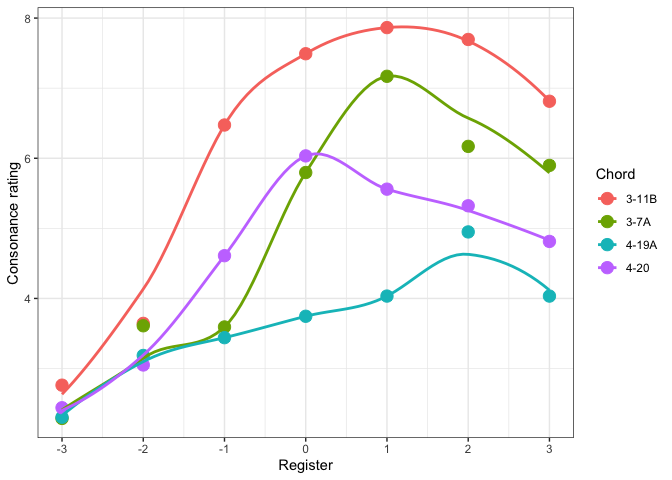 8
6
4
Consonance rating
-3 -2 -1 0 1 2 3
Register
Chord
3-11B
3-7A
4-19A
4-20